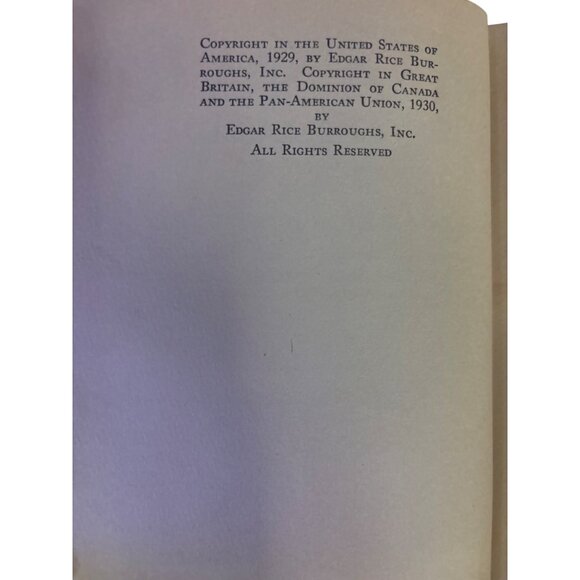 Copyright in the United States of
America, 1929, by Edgar Rice Bur-
roughs, Inc. Copyright in Great
Britain, the Dominion of Canada
and the Pan-American Union, 1930,
by
Edgar Rice Burroughs, Inc.
All Rights Reserved